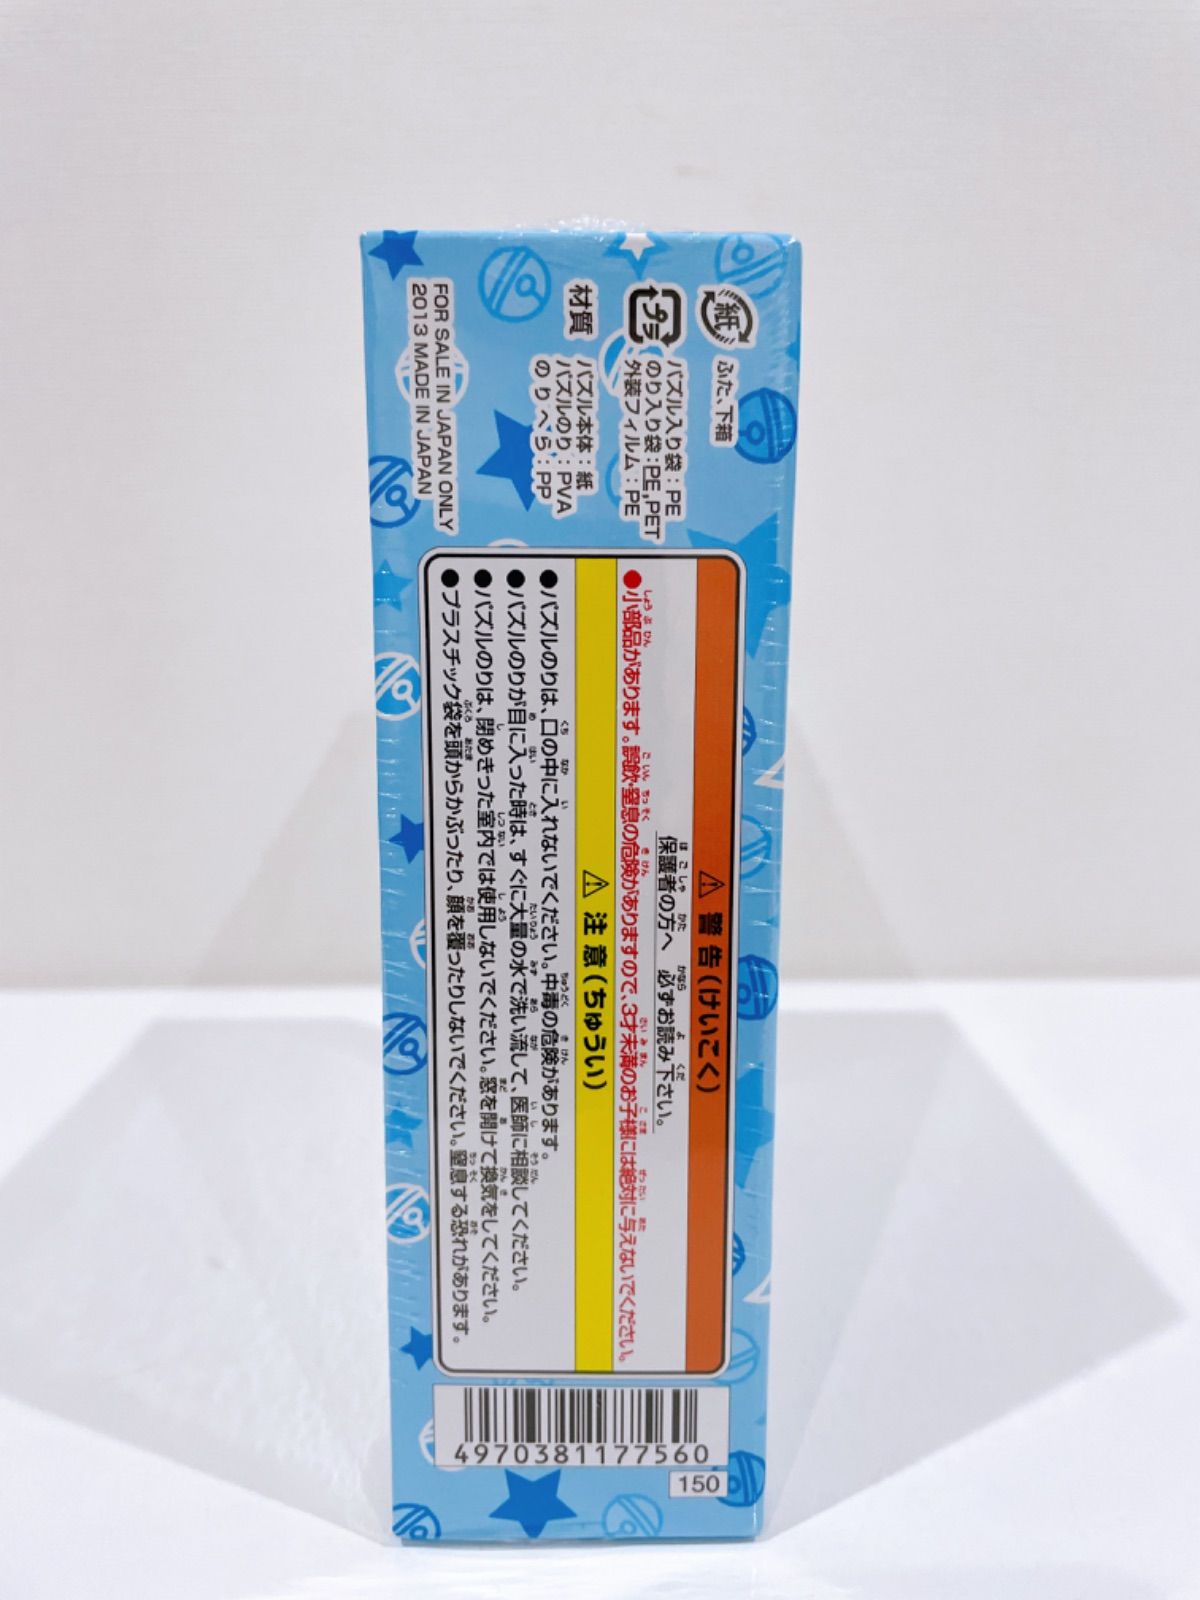 紙
ふた、下箱
プラ
パズル入り袋：PE
のり入り袋：PE,PET
外装フィルム：PE
材質
パズル本体：紙
パズルのり：PVA
のりべら：PP
FOR SALE IN JAPAN ONLY
2013 MADE IN JAPAN
⚠ 警告(けいこく)
保護者の方へ 必ずお読み下さい。
●小部品があります。誤飲・窒息の危険がありますので、3才未満のお子様には絶対に与えないでください。
⚠ 注意(ちゅうい)
●パズルのりは、口の中に入れないでください。中毒の危険があります。
●パズルのりが目に入った時は、すぐに大量の水で洗い流して、医師に相談してください。
●パズルのりは、閉めきった室内では使用しないでください。窓を開けて換気をしてください。
●プラスチック袋を頭からかぶったり、顔を覆ったりしないでください。窒息する恐れがあります。
4970381177560
150